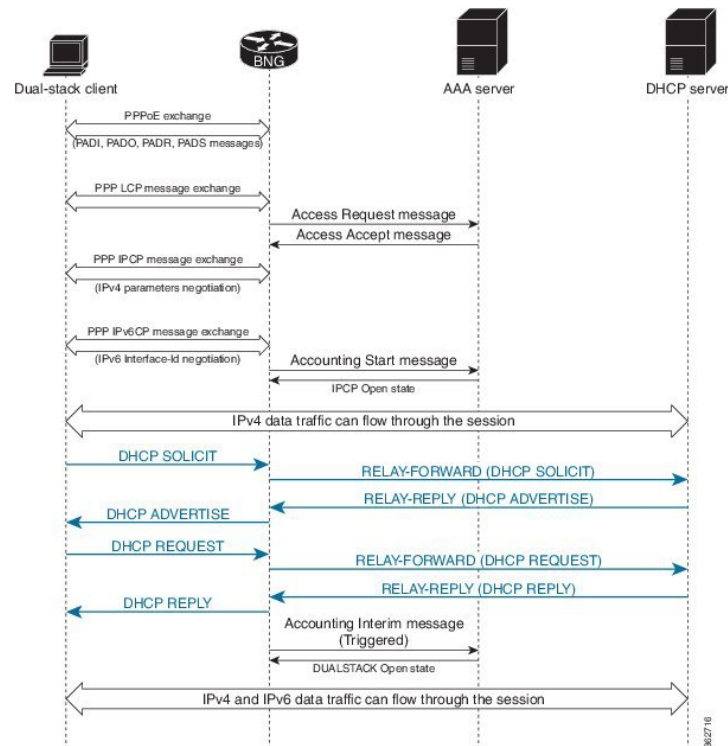 BNG
Dual-stack client
AAA server
DHCP server
PPPoE exchange
(PADI, PADO, PADR, PADS messages)
PPP LCP message exchange
Access Request message
Access Accept message
PPP IPCP message exchange
(IPv4 parameters negotiation)
PPP IPv6CP message exchange
(IPv6 Interface-Id negotiation)
Accounting Start message
IPCP Open state
IPv4 data traffic can flow through the session
DHCP SOLICIT
RELAY-FORWARD (DHCP SOLICIT)
RELAY-REPLY (DHCP ADVERTISE)
DHCP ADVERTISE
DHCP REQUEST
RELAY-FORWARD (DHCP REQUEST)
RELAY-REPLY (DHCP REPLY)
DHCP REPLY
Accounting Interim message
(Triggered)
DUALSTACK Open state
IPv4 and IPv6 data traffic can flow through the session
362716